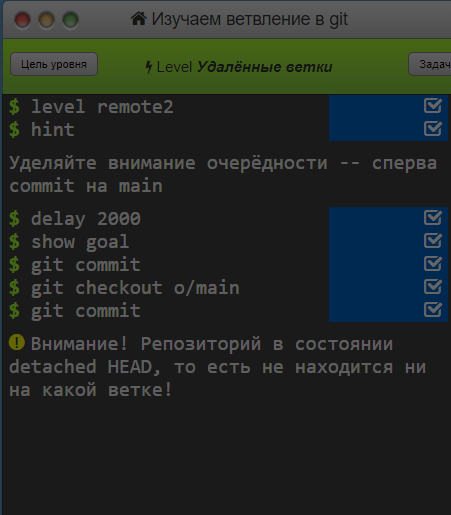 Изучаем ветвление в git
Цель уровня
Level Удалённые ветки
Задач
$ level remote2
$ hint
Уделяйте внимание очерёдности -- сперва
commit на main
$ delay 2000
$ show goal
$ git commit
$ git checkout o/main
$ git commit
Внимание! Репозиторий в состоянии
detached HEAD, то есть не находится ни
на какой ветке!